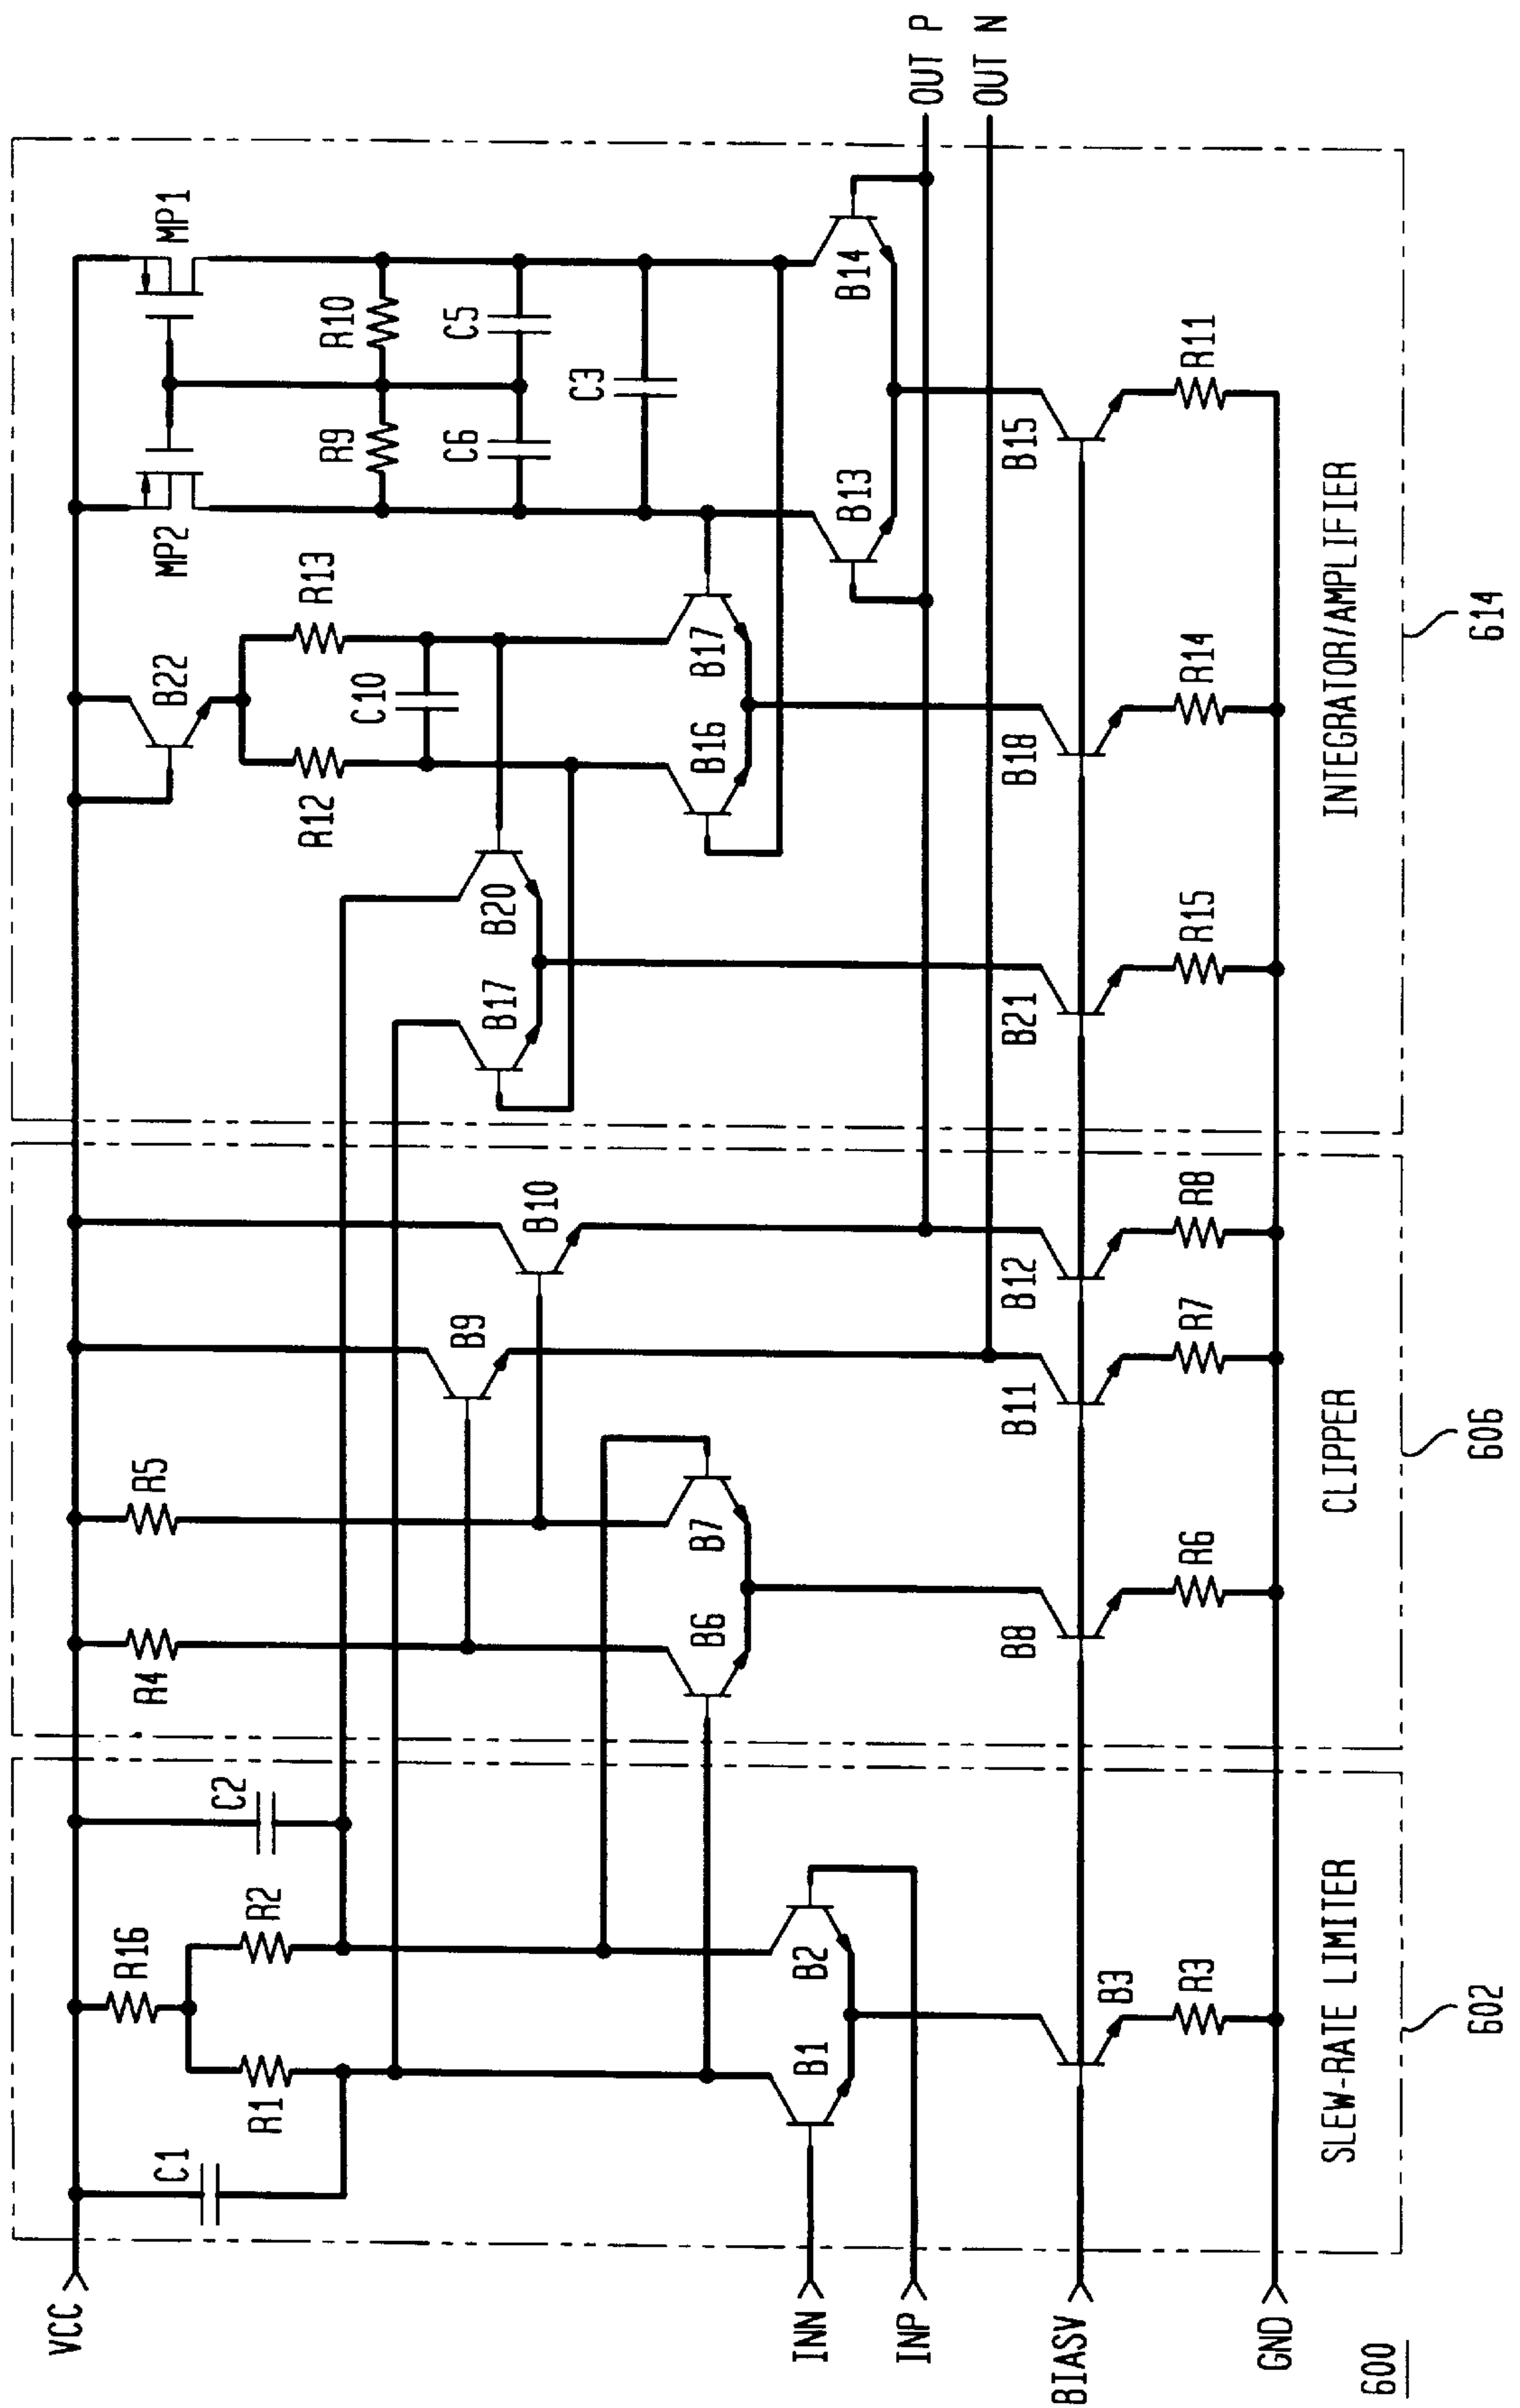 VCC
C1
R1
R16
R2
C2
R4
R5
B9
B10
B17
B20
R12
B22
R13
C10
MP2
MP1
R9
R10
C6
C5
C3
B16
B17
B13
B14
INN
INP
B1
B2
B6
B7
OUT P
OUT N
BIASV
B3
B8
B11
B12
B21
B18
B15
R3
R6
R7
R8
R15
R14
R11
GND
SLEW-RATE LIMITER
CLIPPER
INTEGRATOR/AMPLIFIER
600
602
606
614